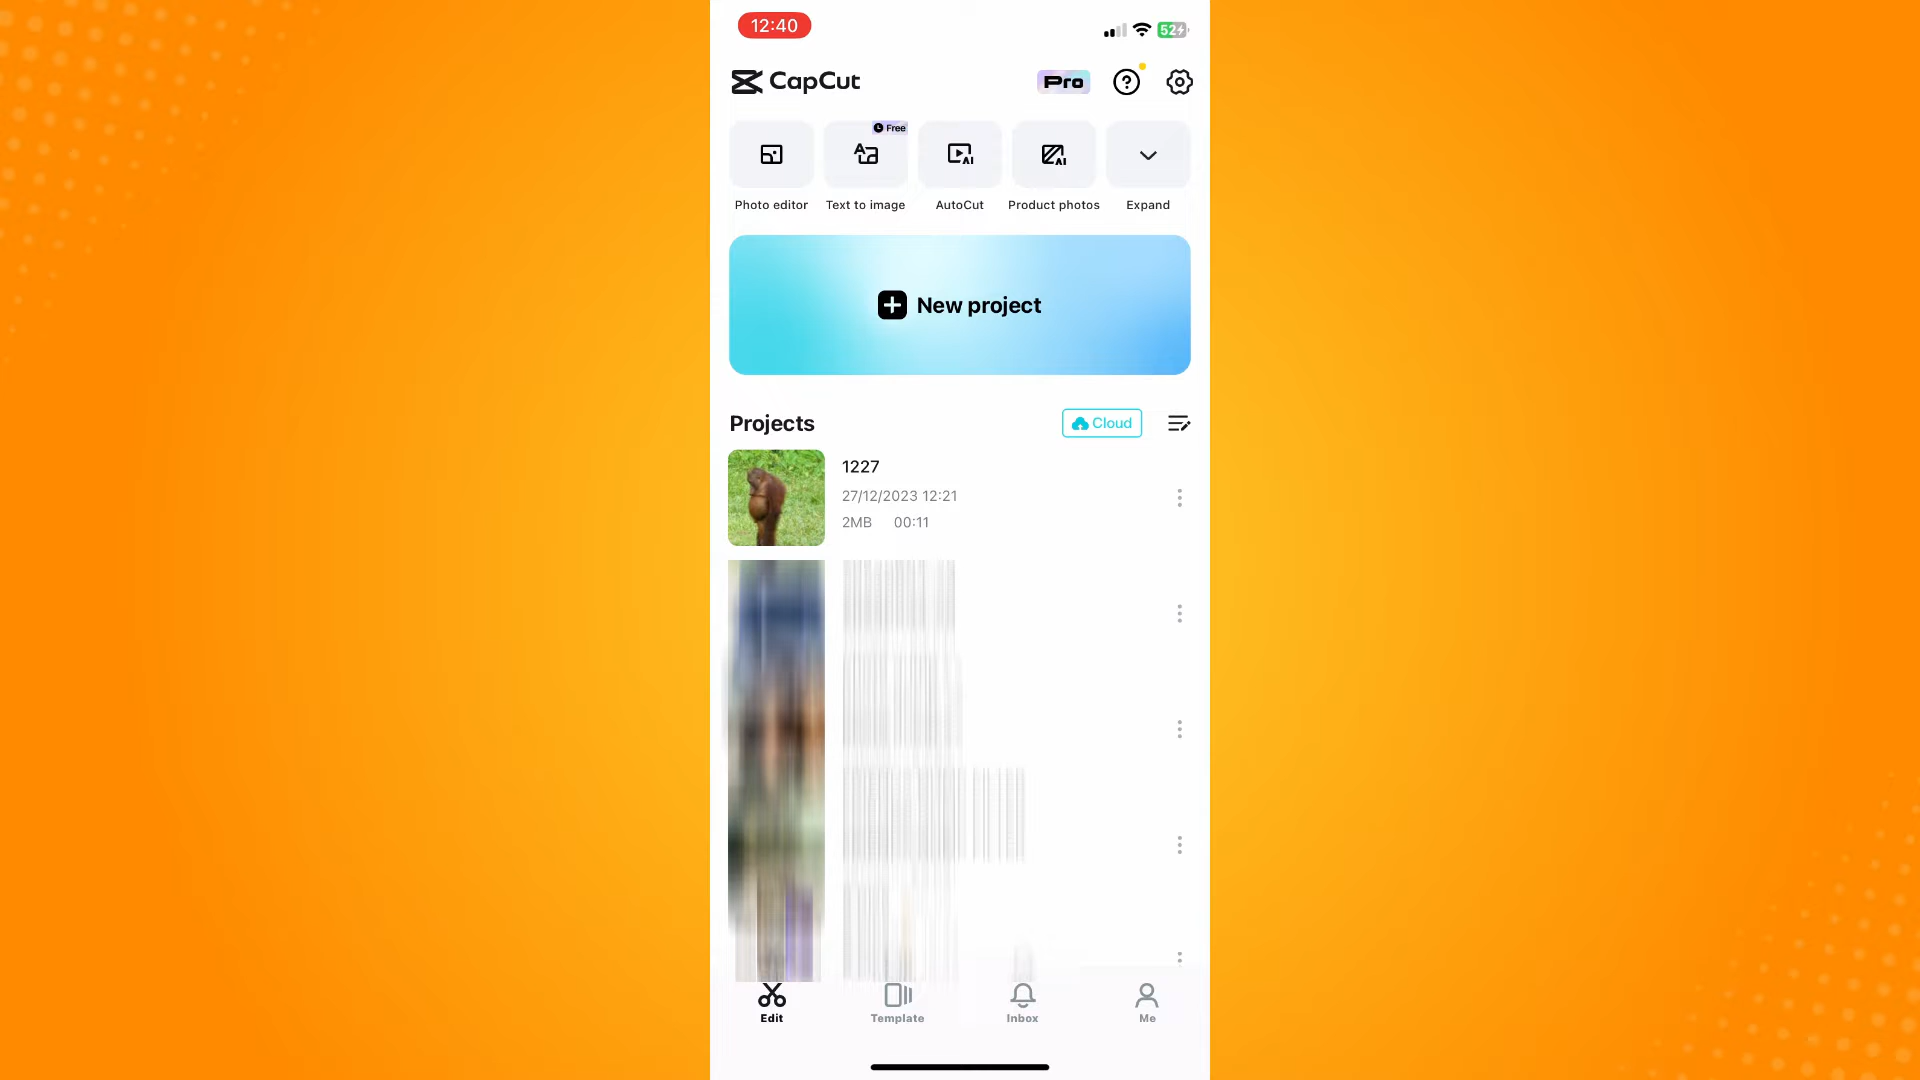 12:40
52
CapCut
Pro
Free
Photo editor
Text to image
AutoCut
Product photos
Expand
New project
Projects
Cloud
1227
27/12/2023 12:21
2MB 00:11
Edit
Template
Inbox
Me